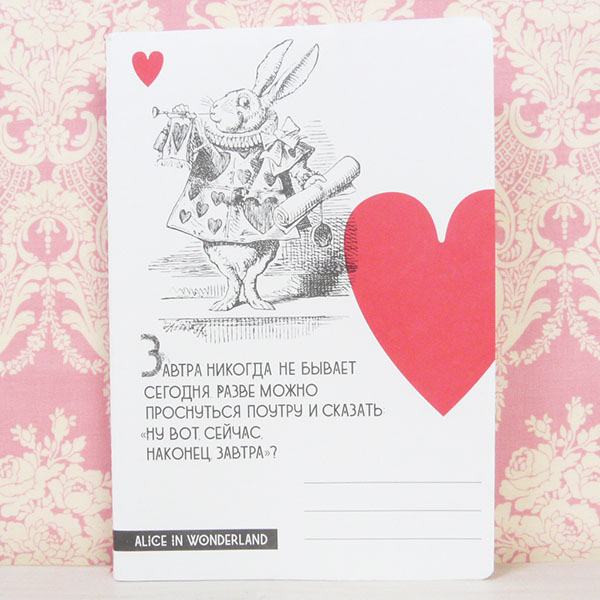 Завтра никогда не бывает
сегодня. Разве можно
проснуться поутру и сказать:
«Ну вот, сейчас,
наконец, завтра»?
ALICE IN WONDERLAND